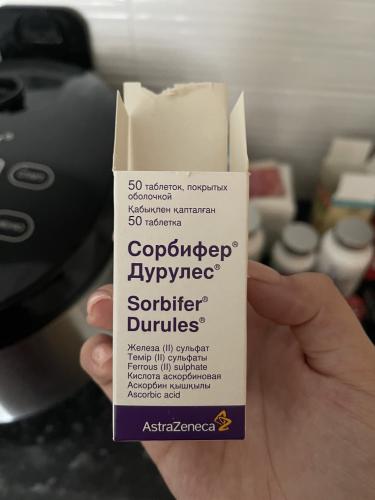 50 таблеток, покрытых
оболочкой
Қабықпен қапталған
50 таблетка
Сорбифер®
Дурулес®
Sorbifer®
Durules®
Железа (II) сульфат
Темір (II) сульфаты
Ferrous (II) sulphate
Кислота аскорбиновая
Аскорбин қышқылы
Ascorbic acid
AstraZeneca